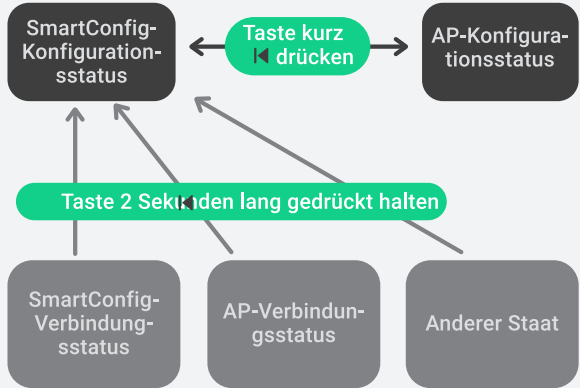 SmartConfig-
Konfiguration-
sstatus
Taste kurz
drücken
AP-Konfigura-
tionsstatus
Taste 2 Sekunden lang gedrückt halten
SmartConfig-
Verbindung-
sstatus
AP-Verbindun-
gsstatus
Anderer Staat